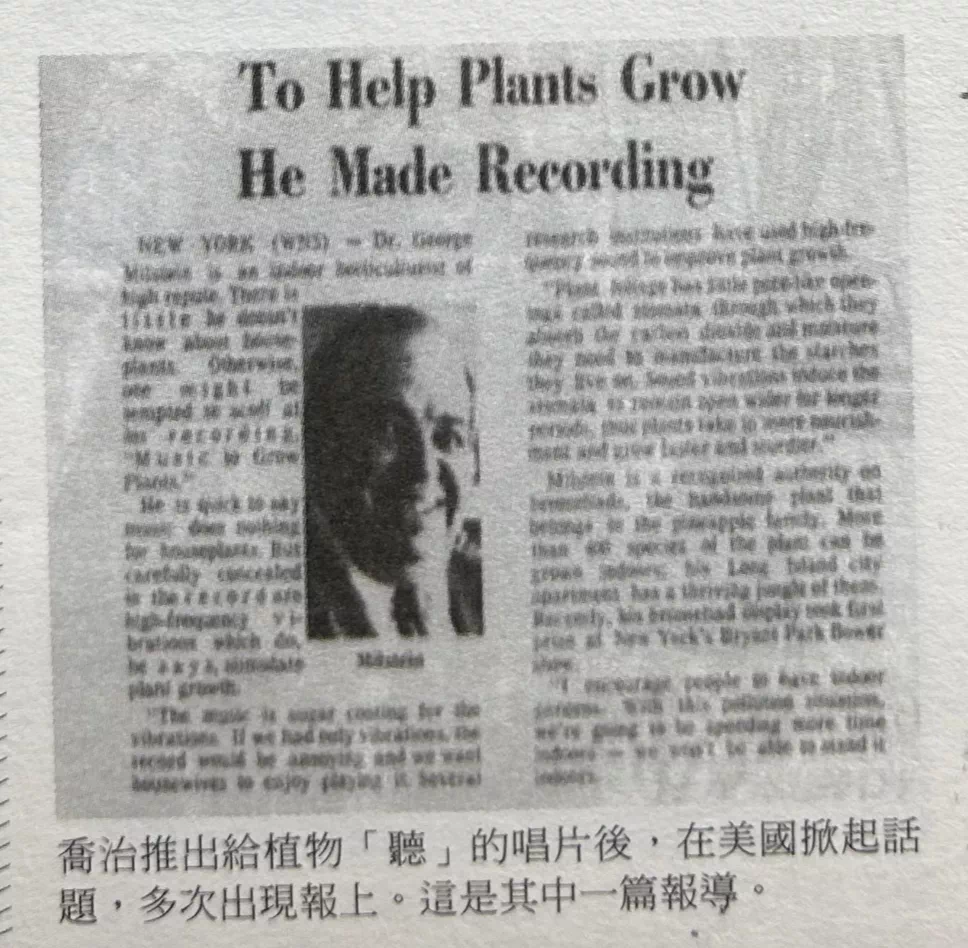 To Help Plants Grow
He Made Recording
NEW YORK (WNS) — Dr. George
Milstein is an indoor horticulturist of
high repute. There is
little he doesn't
know about house-
plants. Otherwise,
one might be
tempted to scoff at
his recording,
"Music to Grow
Plants."
He is quick to say
music does nothing
for houseplants. But
carefully concealed
in the record are
high-frequency vi-
brations which do,
he says, stimulate
plant growth.
"The music is sugar coating for the
vibrations. If we had only vibrations, the
record would be annoying and we want
housewives to enjoy playing it. Several
Milstein
research institutions have used high-fre-
quency sound to improve plant growth.
"Plant foliage has little pore-like open-
ings called stomata through which they
absorb the carbon dioxide and moisture
they need to manufacture the starches
they live on. Sound vibrations induce the
stomata to remain open wider for longer
periods, thus plants take in more nourish-
ment and grow faster and sturdier."
Milstein is a recognized authority on
bromeliads, the handsome plant that
belongs to the pineapple family. More
than species of the plant can be
grown indoors; his Long Island city
apartment has a thriving jungle of them.
Recently, his bromeliad display took first
prize at New York's Bryant Park flower
show.
"I encourage people to have indoor
gardens. With this pollution situation,
we're going to be spending more time
indoors — we won't be able to stand it
喬治推出給植物「聽」的唱片後,在美國掀起話
題,多次出現報上。這是其中一篇報導。